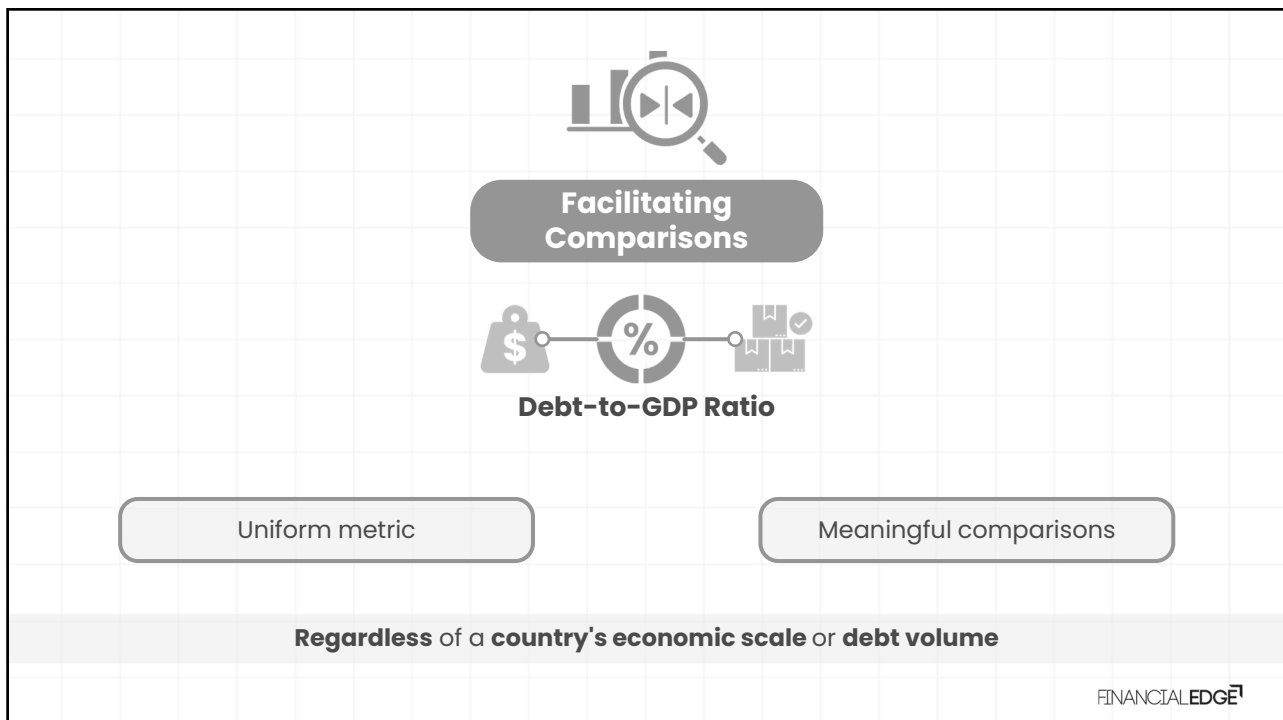 Facilitating
Comparisons
$
%
Debt-to-GDP Ratio
Uniform metric
Meaningful comparisons
Regardless of a country's economic scale or debt volume
FINANCIALEDGE